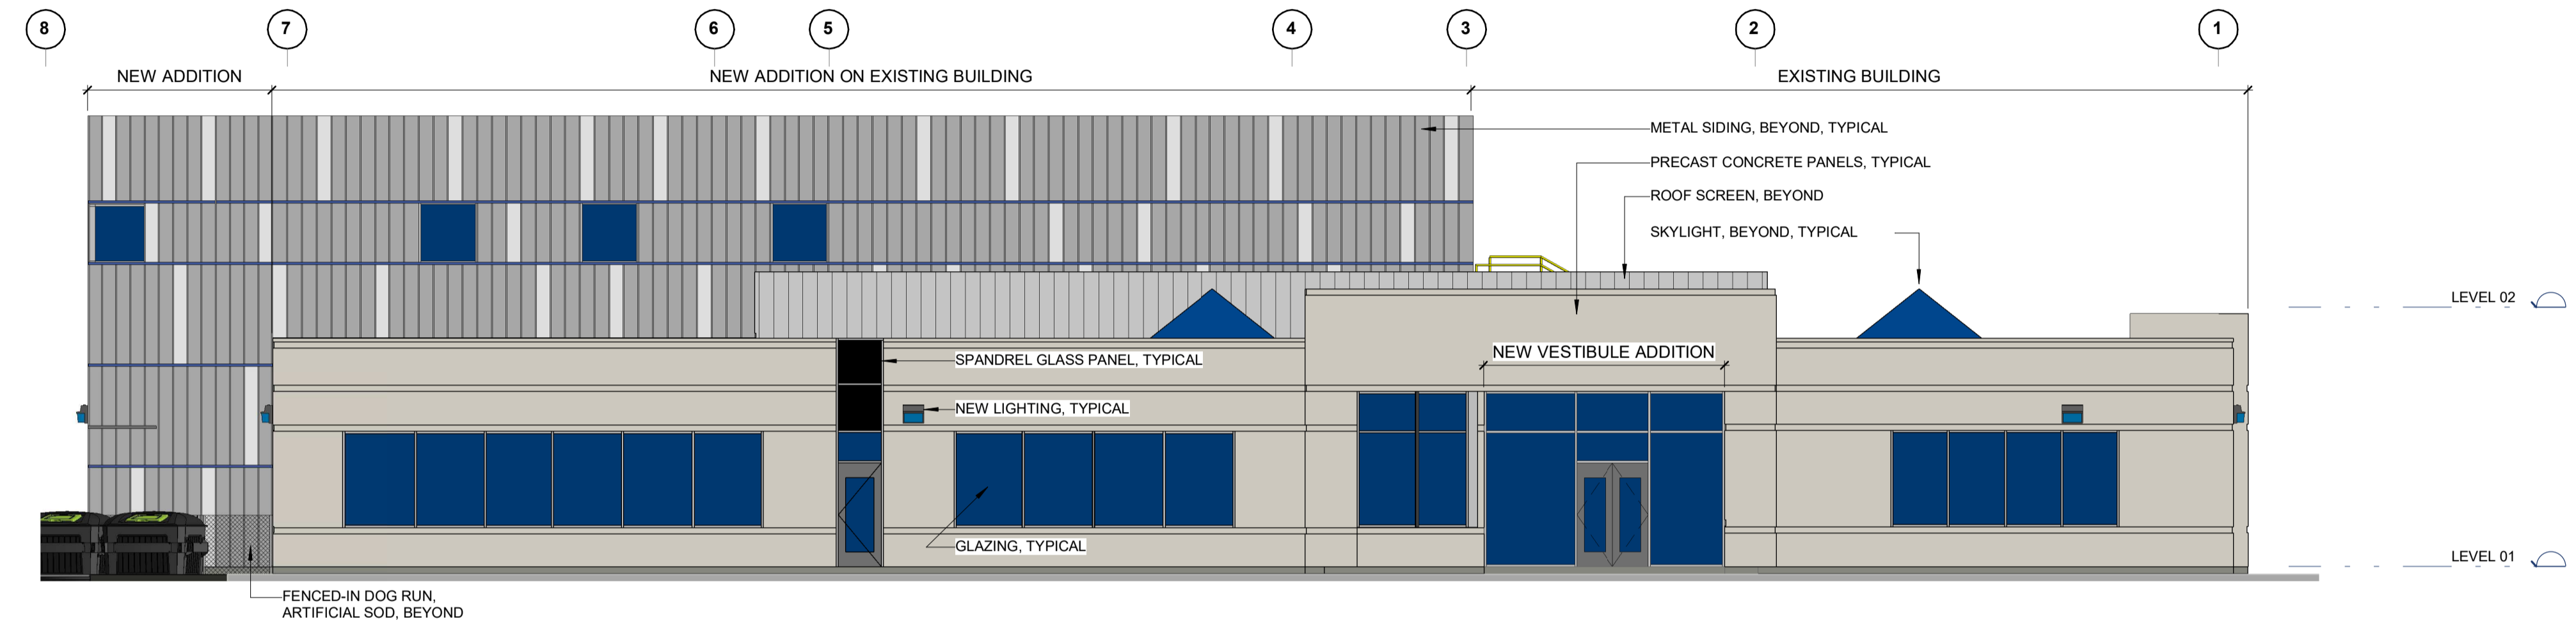 8 7 6 5 4 3 2 1
NEW ADDITION
NEW ADDITION ON EXISTING BUILDING
EXISTING BUILDING
METAL SIDING, BEYOND, TYPICAL
PRECAST CONCRETE PANELS, TYPICAL
ROOF SCREEN, BEYOND
SKYLIGHT, BEYOND, TYPICAL
LEVEL 02
NEW VESTIBULE ADDITION
SPANDREL GLASS PANEL, TYPICAL
NEW LIGHTING, TYPICAL
GLAZING, TYPICAL
LEVEL 01
FENCED-IN DOG RUN,
ARTIFICIAL SOD, BEYOND